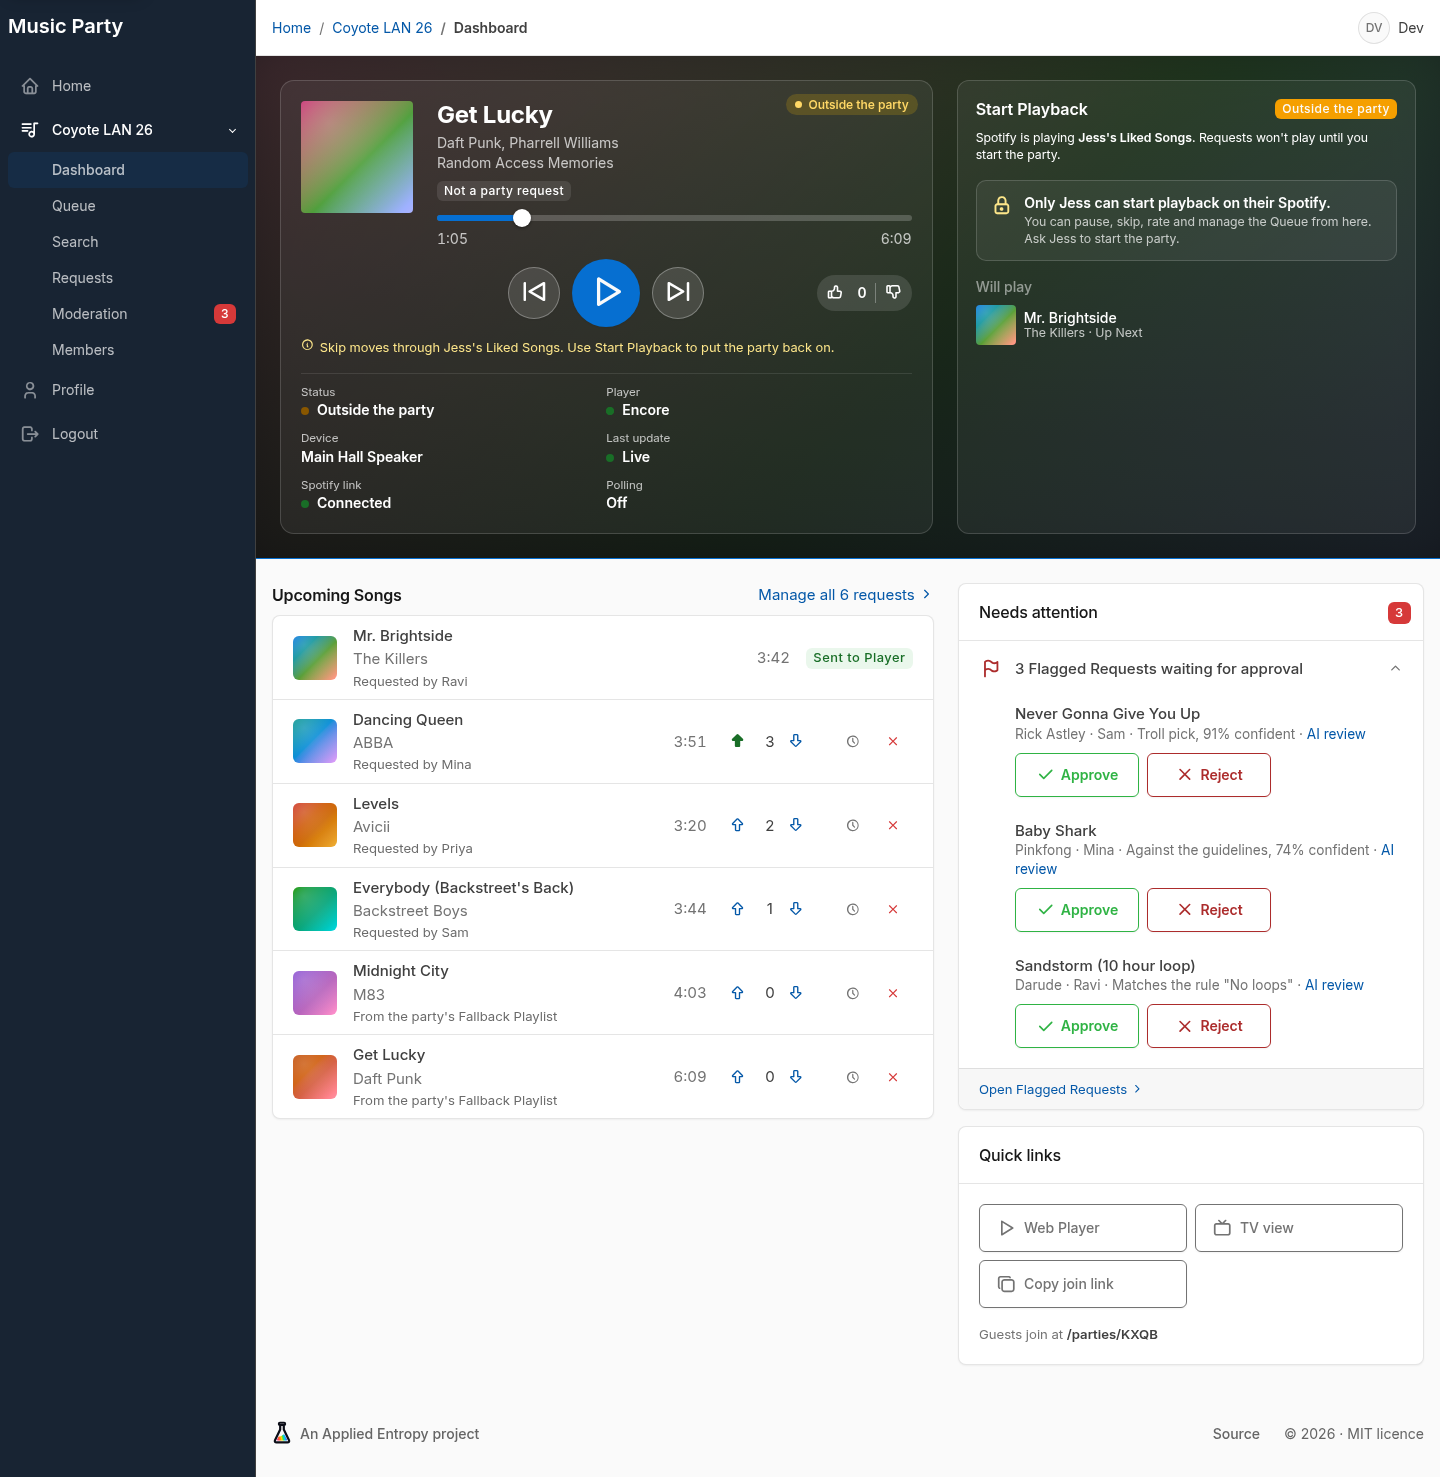 Music Party
Home
Coyote LAN 26
Dashboard
Queue
Search
Requests
Moderation 3
Members
Profile
Logout
Home / Coyote LAN 26 / Dashboard
DV Dev
Get Lucky
Outside the party
Daft Punk, Pharrell Williams
Random Access Memories
Not a party request
1:05 6:09
0
Skip moves through Jess's Liked Songs. Use Start Playback to put the party back on.
Status
Outside the party
Player
Encore
Device
Main Hall Speaker
Last update
Live
Spotify link
Connected
Polling
Off
Start Playback
Outside the party
Spotify is playing Jess's Liked Songs. Requests won't play until you
start the party.
Only Jess can start playback on their Spotify.
You can pause, skip, rate and manage the Queue from here.
Ask Jess to start the party.
Will play
Mr. Brightside
The Killers · Up Next
Upcoming Songs
Manage all 6 requests
Mr. Brightside
The Killers
Requested by Ravi
3:42 Sent to Player
Dancing Queen
ABBA
Requested by Mina
3:51 3
Levels
Avicii
Requested by Priya
3:20 2
Everybody (Backstreet's Back)
Backstreet Boys
Requested by Sam
3:44 1
Midnight City
M83
From the party's Fallback Playlist
4:03 0
Get Lucky
Daft Punk
From the party's Fallback Playlist
6:09 0
Needs attention 3
3 Flagged Requests waiting for approval
Never Gonna Give You Up
Rick Astley · Sam · Troll pick, 91% confident · AI review
Approve Reject
Baby Shark
Pinkfong · Mina · Against the guidelines, 74% confident · AI
review
Approve Reject
Sandstorm (10 hour loop)
Darude · Ravi · Matches the rule "No loops" · AI review
Approve Reject
Open Flagged Requests
Quick links
Web Player TV view
Copy join link
Guests join at /parties/KXQB
An Applied Entropy project
Source © 2026 · MIT licence